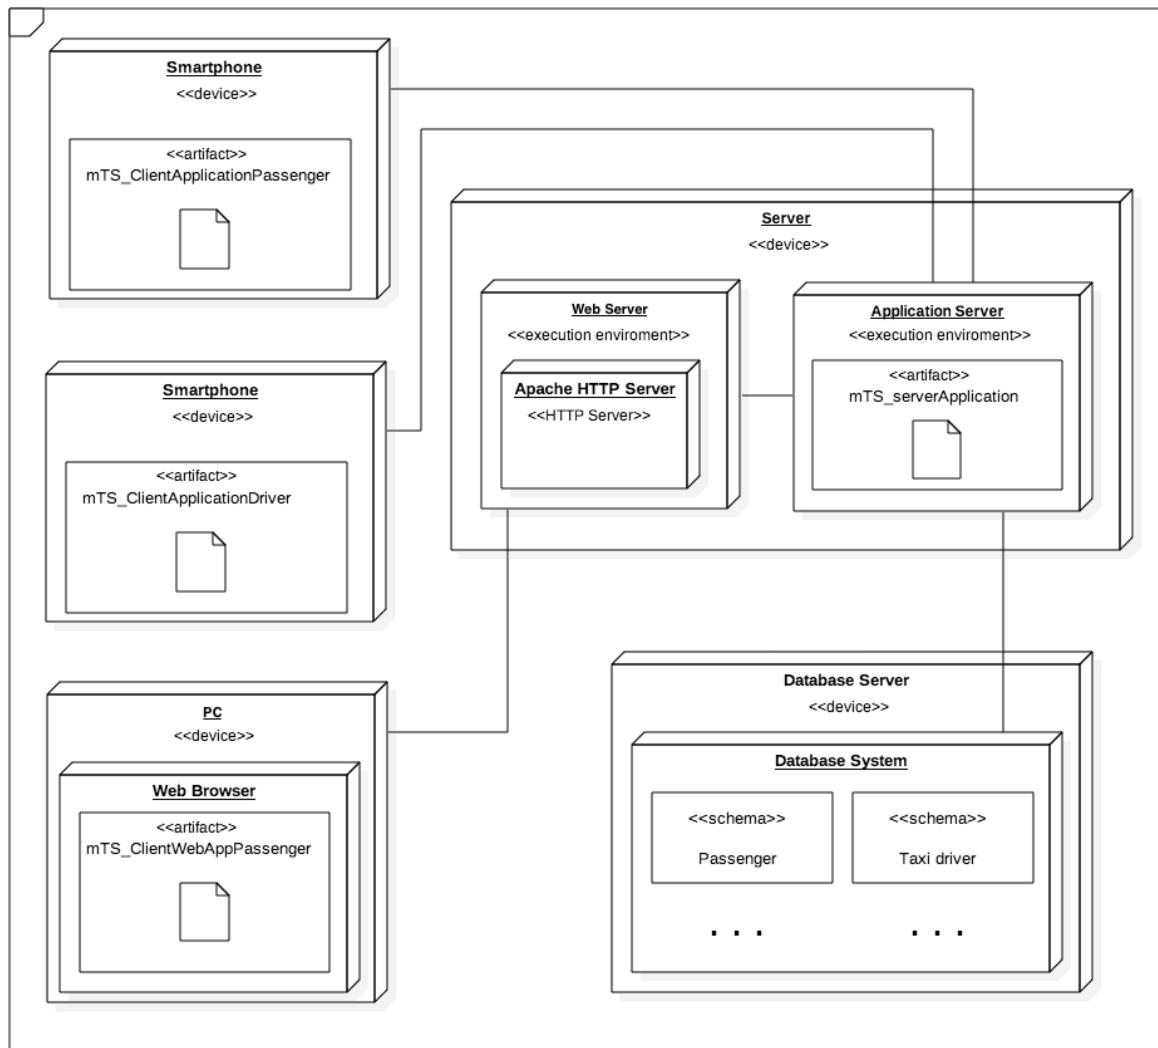 Smartphone
<<device>>
<<artifact>>
mTS_ClientApplicationPassenger
Smartphone
<<device>>
<<artifact>>
mTS_ClientApplicationDriver
PC
<<device>>
Web Browser
<<artifact>>
mTS_ClientWebAppPassenger
Server
<<device>>
Web Server
<<execution enviroment>>
Apache HTTP Server
<<HTTP Server>>
Application Server
<<execution enviroment>>
<<artifact>>
mTS_serverApplication
Database Server
<<device>>
Database System
<<schema>>
Passenger
. . .
<<schema>>
Taxi driver
. . .